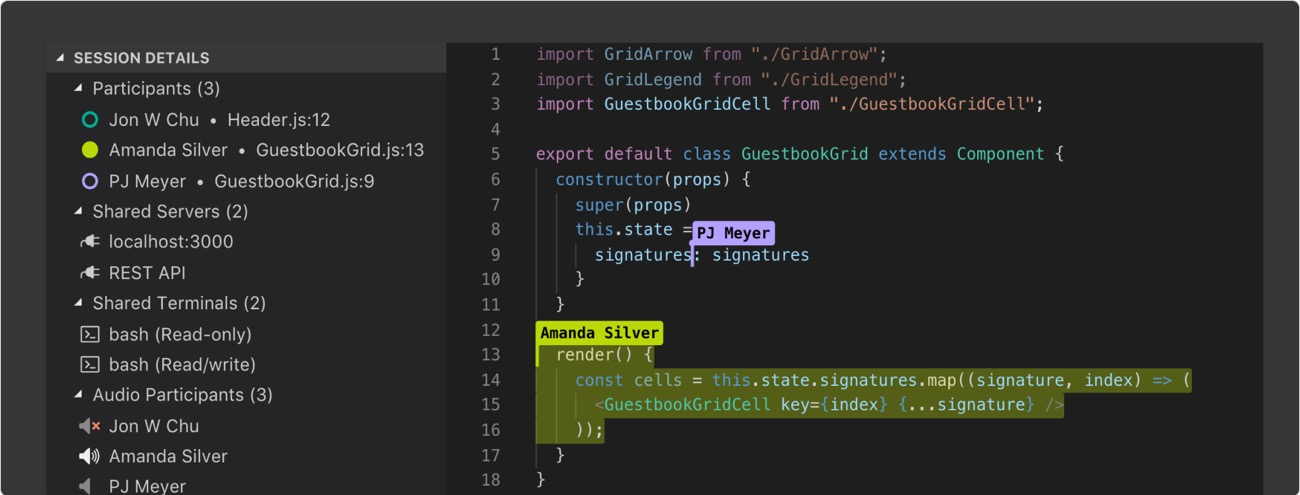 SESSION DETAILS
Participants (3)
Jon W Chu • Header.js:12
Amanda Silver • GuestbookGrid.js:13
PJ Meyer • GuestbookGrid.js:9
Shared Servers (2)
localhost:3000
REST API
Shared Terminals (2)
bash (Read-only)
bash (Read/write)
Audio Participants (3)
Jon W Chu
Amanda Silver
PJ Meyer
1 import GridArrow from "./GridArrow";
2 import GridLegend from "./GridLegend";
3 import GuestbookGridCell from "./GuestbookGridCell";
4
5 export default class GuestbookGrid extends Component {
6 constructor(props) {
7 super(props)
8 this.state =
PJ Meyer
9 signatures: signatures
10 }
11 }
12
Amanda Silver
13 render() {
14 const cells = this.state.signatures.map((signature, index) => (
15 <GuestbookGridCell key={index} {...signature} />
16 ));
17 }
18 }